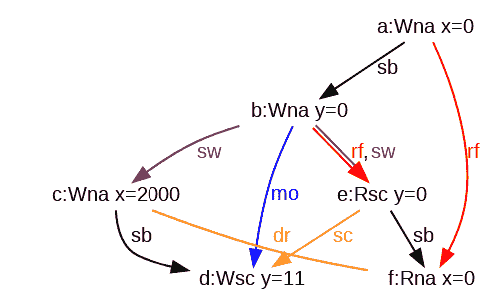 a:Wna x=0
sb
b:Wna y=0
sw
rf,sw
rf
c:Wna x=2000
mo
e:Rsc y=0
sb
dr
sc
sb
d:Wsc y=11
f:Rna x=0